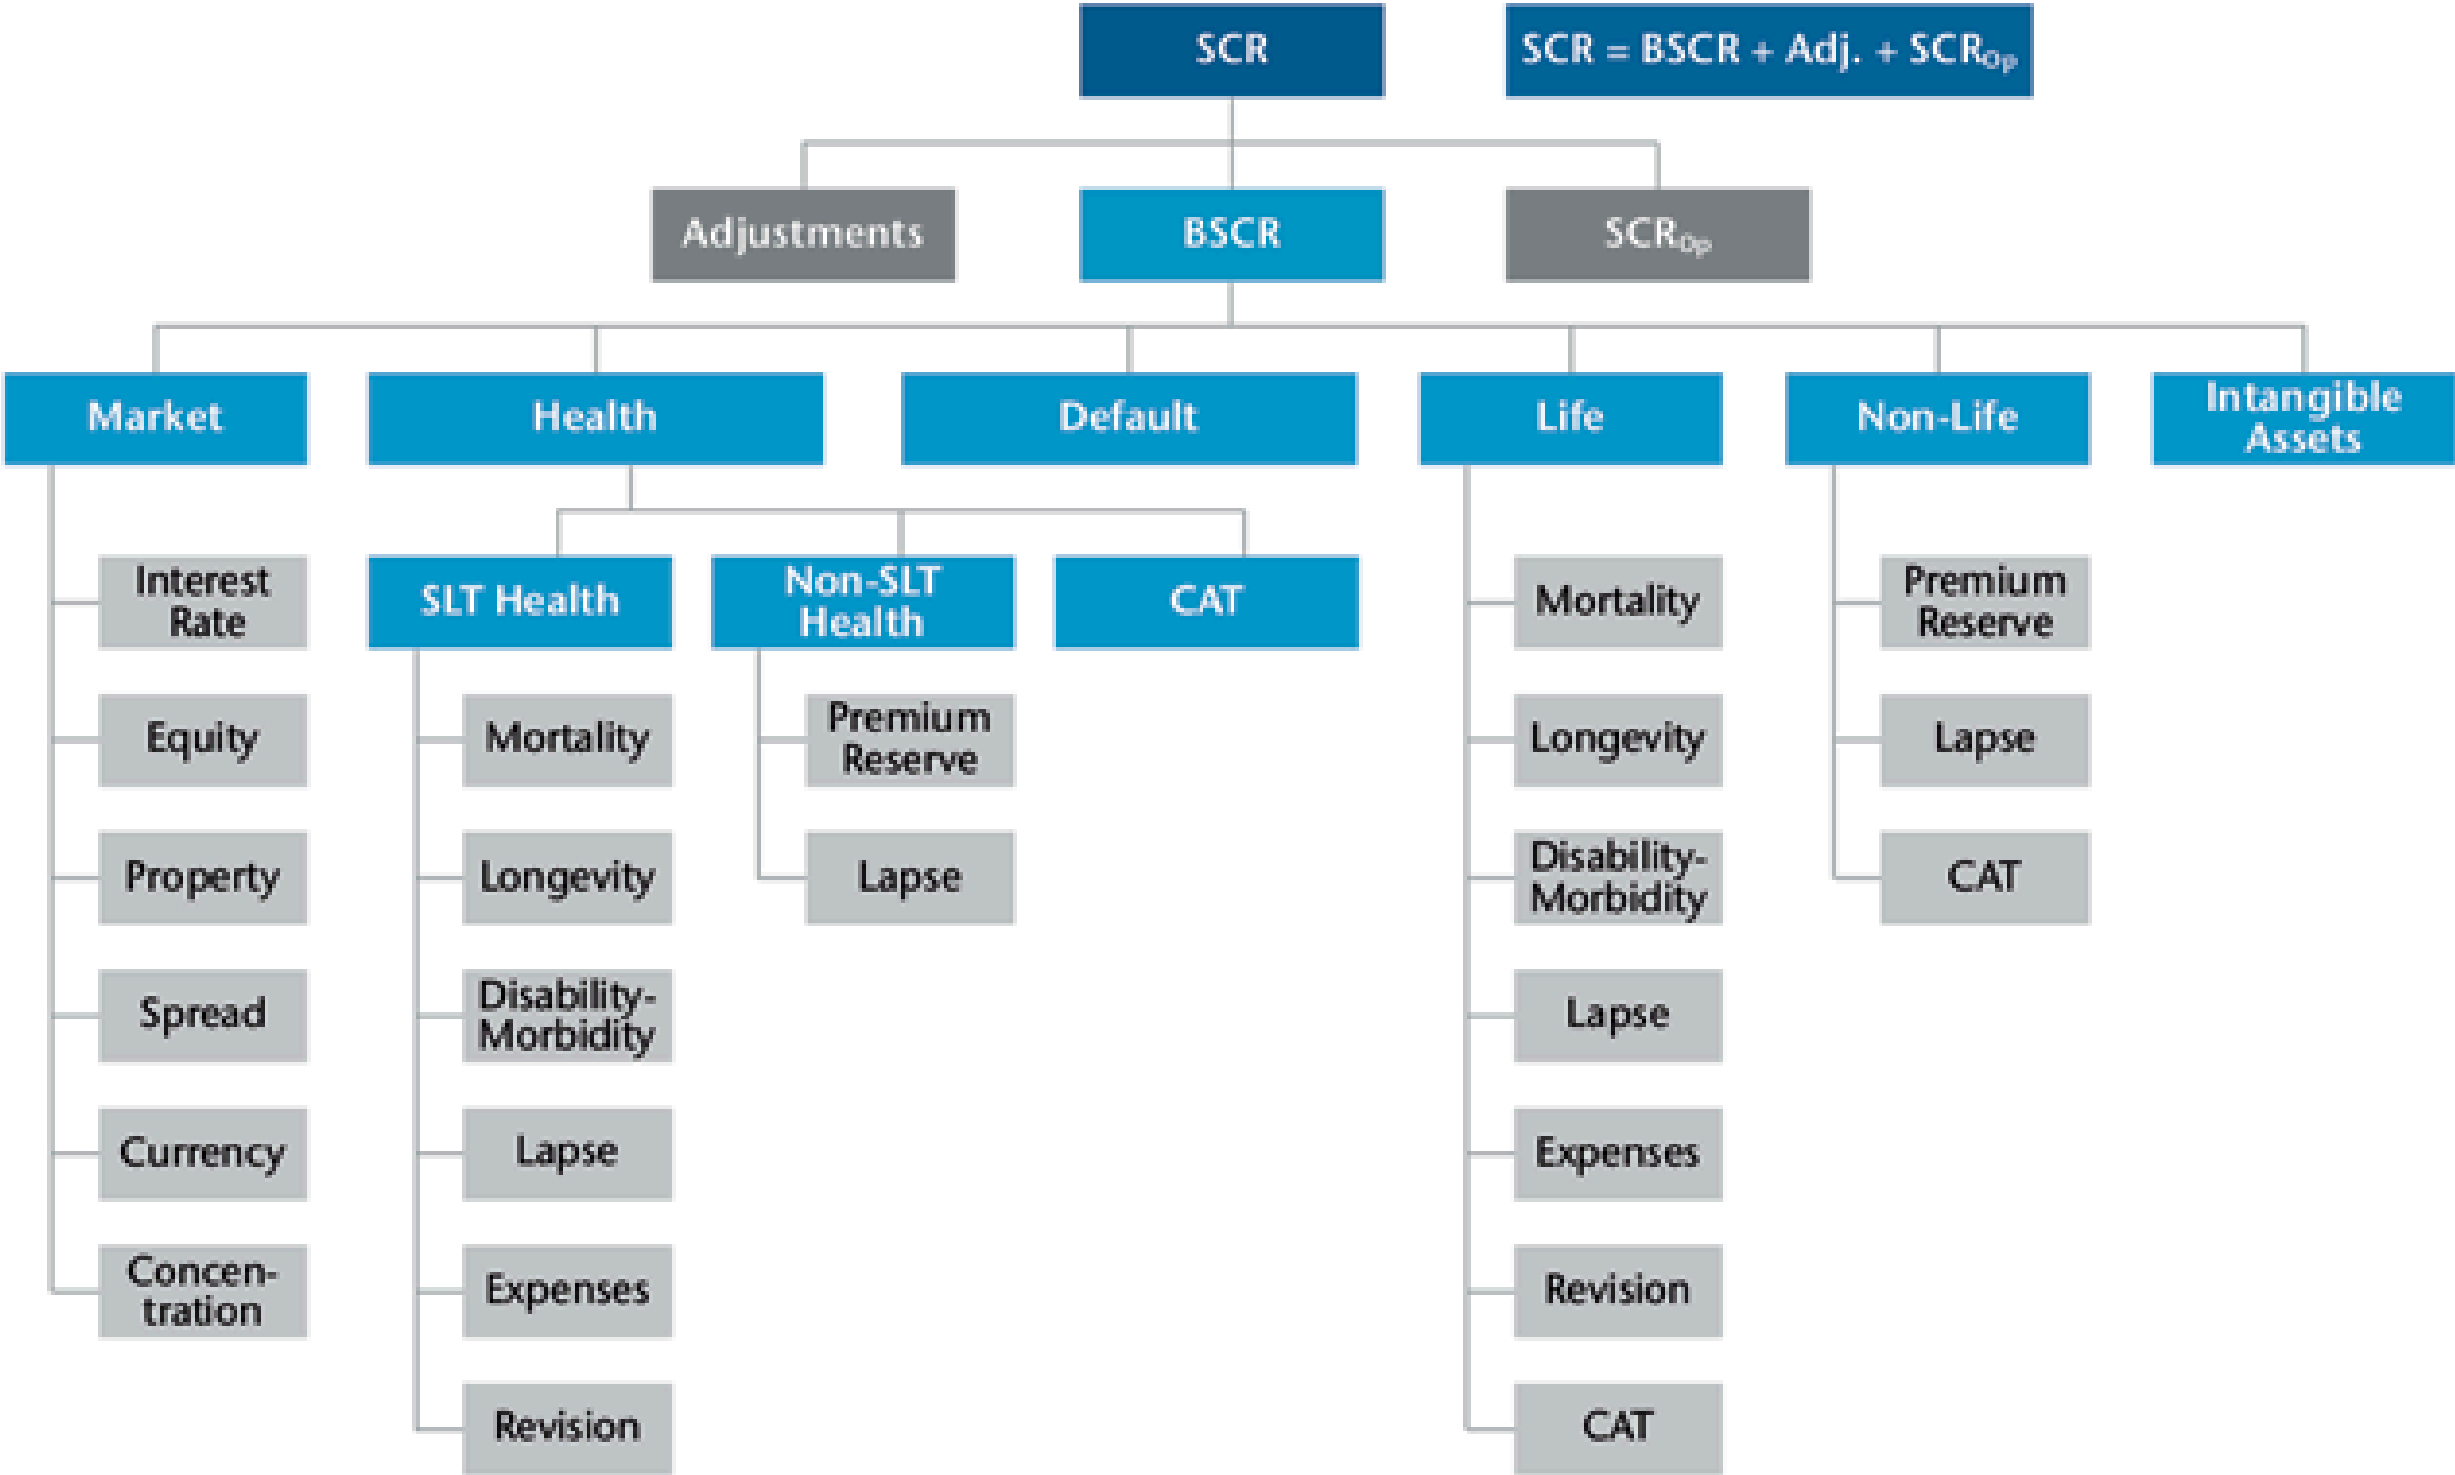 SCR
SCR = BSCR + Adj. + SCROp
Adjustments
BSCR
SCROp
Market
Health
Default
Life
Non-Life
Intangible
Assets
Interest
Rate
Equity
Property
Spread
Currency
Concen-
tration
SLT Health
Mortality
Longevity
Disability-
Morbidity
Lapse
Expenses
Revision
Non-SLT
Health
Premium
Reserve
Lapse
CAT
Mortality
Longevity
Disability-
Morbidity
Lapse
Expenses
Revision
CAT
Premium
Reserve
Lapse
CAT